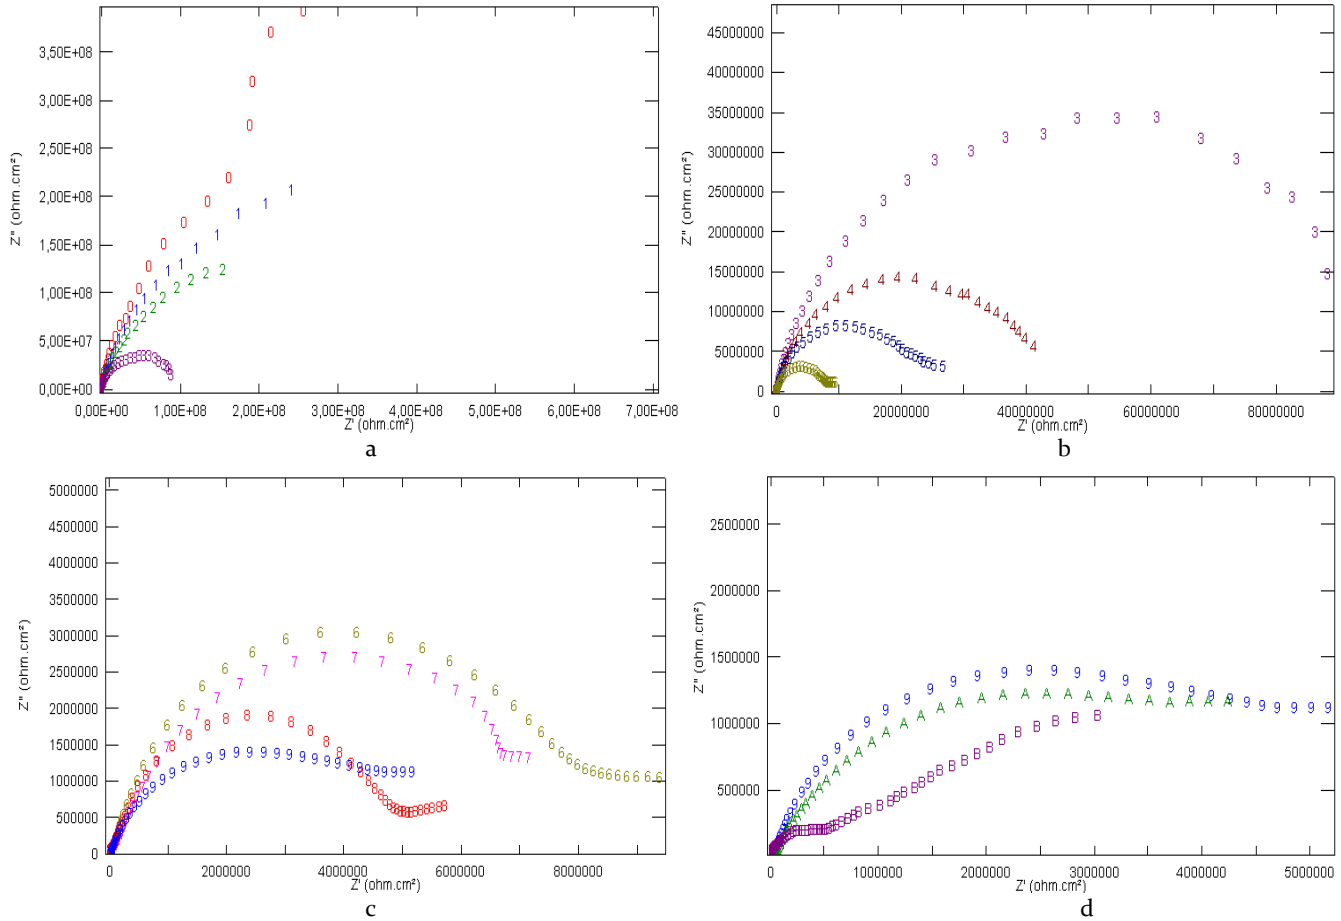 3,50E+08
3,00E+08
2,50E+08
2,00E+08
1,50E+08
1,00E+08
5,00E+07
0,00E+00
Z" (ohm.cm²)
0,00E+00 1,00E+08 2,00E+08 3,00E+08 4,00E+08 5,00E+08 6,00E+08 7,00E+08
Z' (ohm.cm²)
a
45000000
40000000
35000000
30000000
25000000
20000000
15000000
10000000
5000000
0
Z" (ohm.cm²)
0 20000000 40000000 60000000 80000000
Z' (ohm.cm²)
b
5000000
4500000
4000000
3500000
3000000
2500000
2000000
1500000
1000000
500000
0
Z" (ohm.cm²)
0 2000000 4000000 6000000 8000000
Z' (ohm.cm²)
c
2500000
2000000
1500000
1000000
500000
Z" (ohm.cm²)
0 1000000 2000000 3000000 4000000 5000000
Z' (ohm.cm²)
d